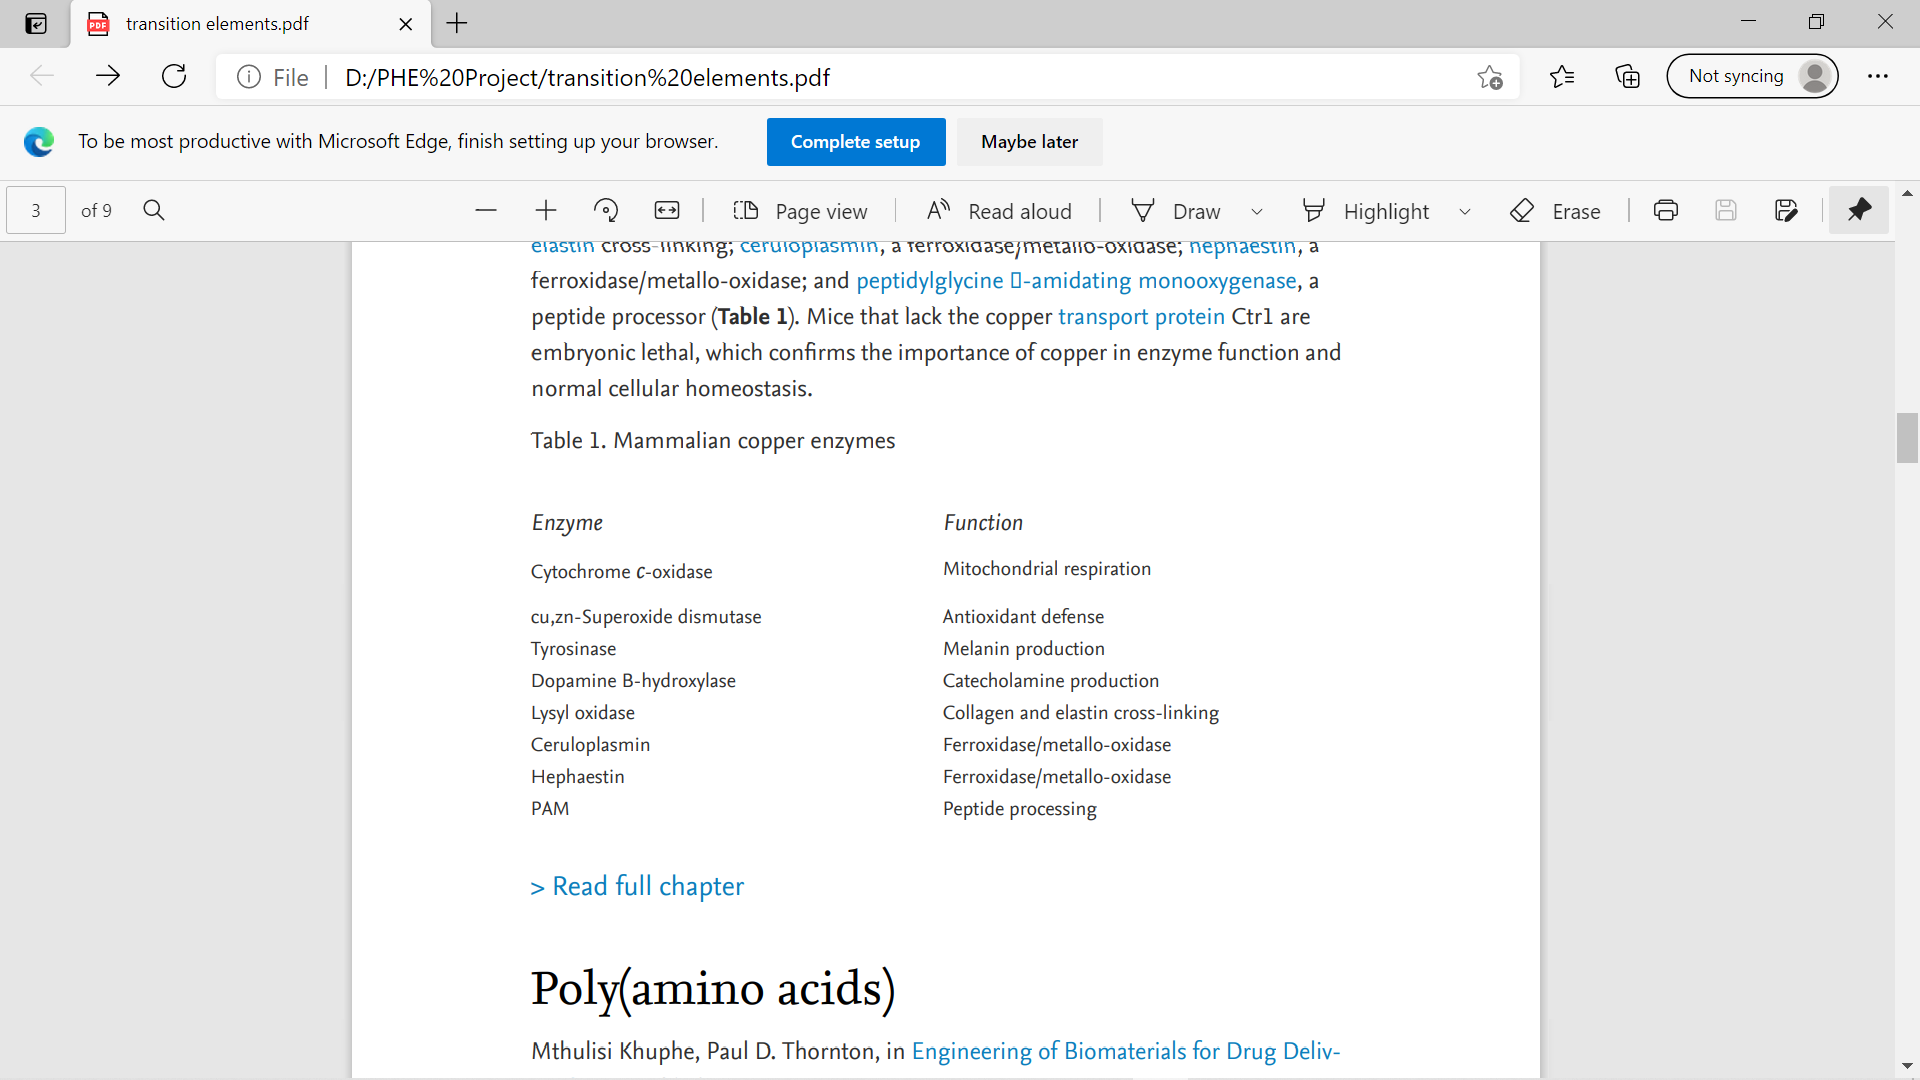 transition elements.pdf
File
D:/PHE%20Project/transition%20elements.pdf
Not syncing
To be most productive with Microsoft Edge, finish setting up your browser.
Complete setup
Maybe later
3 of 9
Page view
Read aloud
Draw
Highlight
Erase
elastin cross-linking; ceruloplasmin, a ferroxidase/metallo-oxidase; hephaestin, a
ferroxidase/metallo-oxidase; and peptidylglycine ▯-amidating monooxygenase, a
peptide processor (Table 1). Mice that lack the copper transport protein Ctr1 are
embryonic lethal, which confirms the importance of copper in enzyme function and
normal cellular homeostasis.
Table 1. Mammalian copper enzymes
Enzyme Function
Cytochrome c-oxidase Mitochondrial respiration
cu,zn-Superoxide dismutase Antioxidant defense
Tyrosinase Melanin production
Dopamine B-hydroxylase Catecholamine production
Lysyl oxidase Collagen and elastin cross-linking
Ceruloplasmin Ferroxidase/metallo-oxidase
Hephaestin Ferroxidase/metallo-oxidase
PAM Peptide processing
> Read full chapter
Poly(amino acids)
Mthulisi Khuphe, Paul D. Thornton, in Engineering of Biomaterials for Drug Deliv-